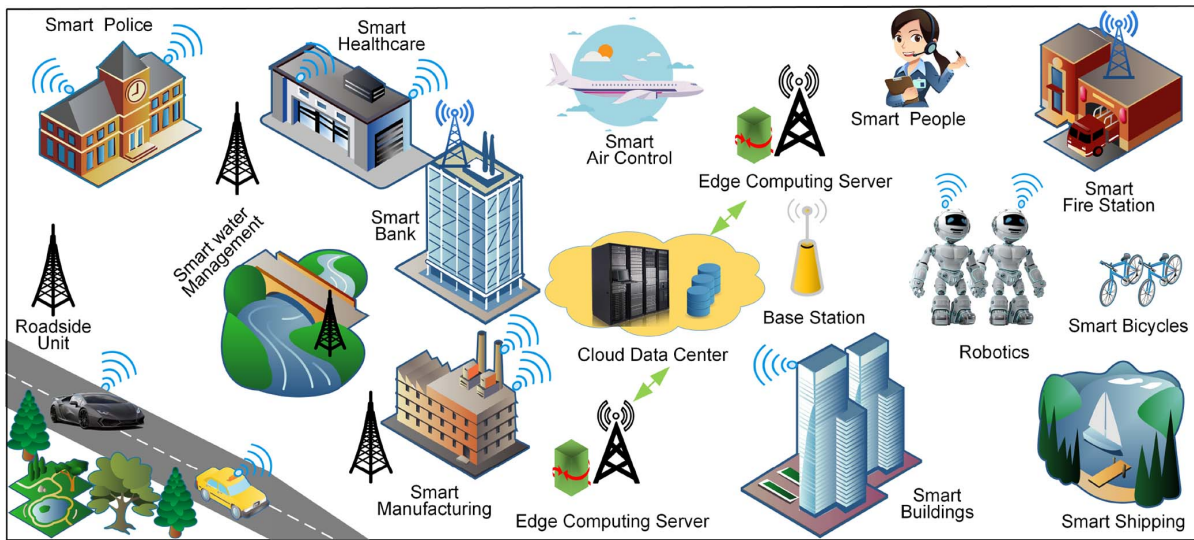 Smart Police
Smart
Healthcare
Smart
Air Control
Smart People
Smart
Fire Station
Edge Computing Server
Smart water
Management
Smart
Bank
Roadside
Unit
Cloud Data Center
Base Station
Robotics
Smart Bicycles
Smart
Manufacturing
Edge Computing Server
Smart
Buildings
Smart Shipping